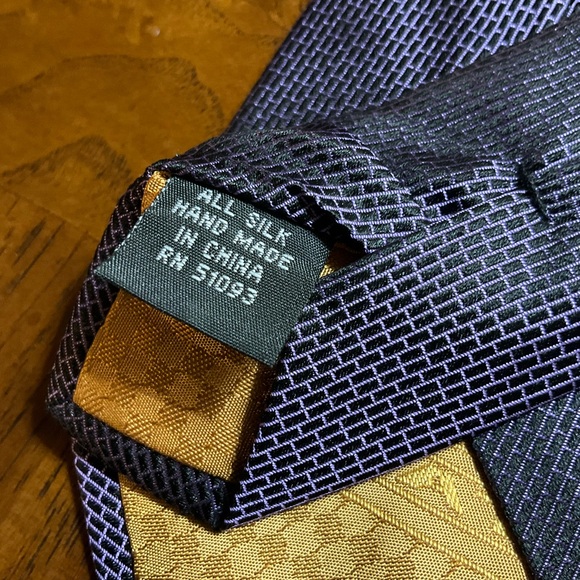 ALL SILK
HAND MADE
IN CHINA
RN 51093